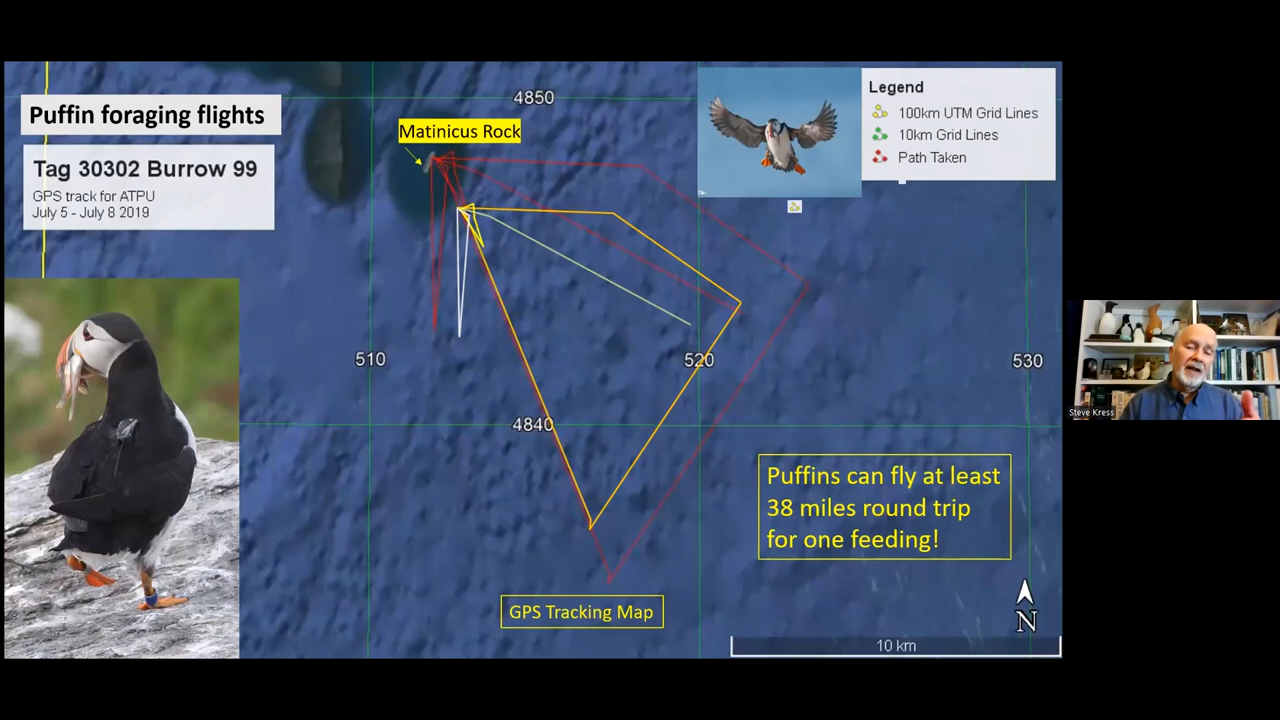 Puffin foraging flights
Tag 30302 Burrow 99
GPS track for ATPU
July 5 - July 8 2019
4850
Matinicus Rock
Legend
100km UTM Grid Lines
10km Grid Lines
Path Taken
510
520
530
4840
Puffins can fly at least
38 miles round trip
for one feeding!
GPS Tracking Map
N
10 km
Steve Kress